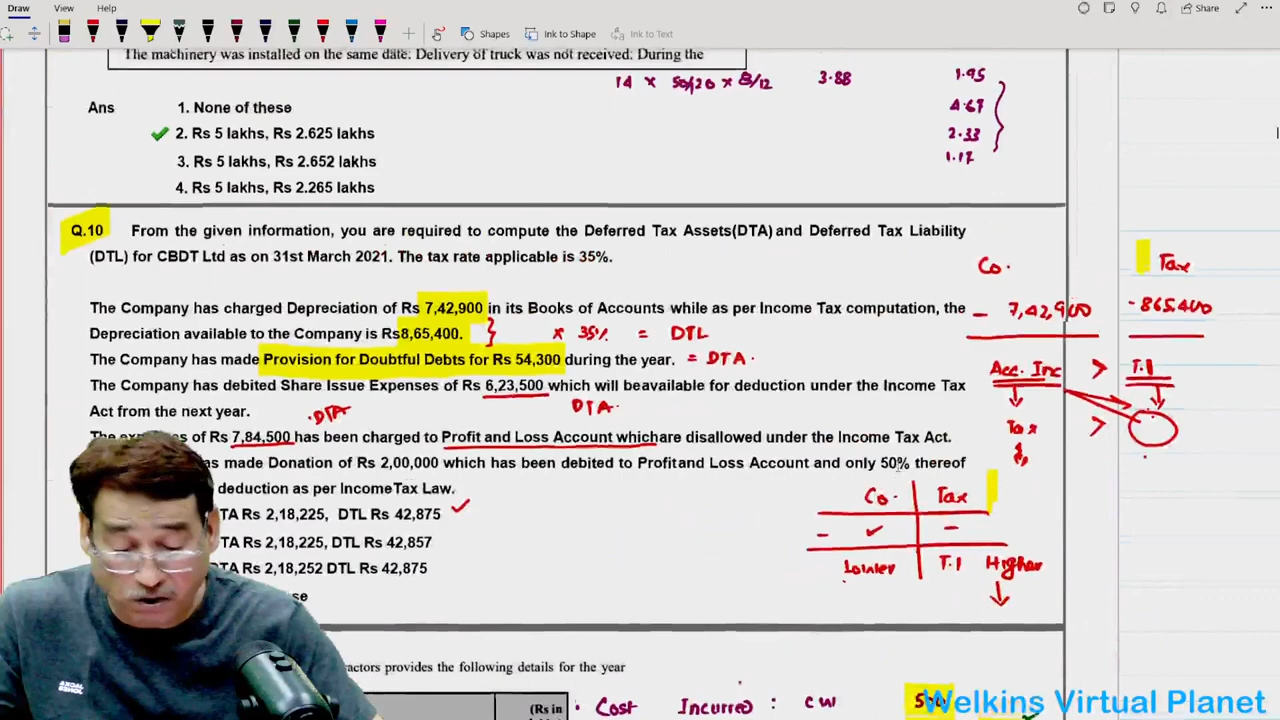 Draw View Help
Shapes Ink to Shape Ink to Text Share
The machinery was installed on the same date. Delivery of truck was not received. During the
14 x 50/20 x 8/12 3.88 1.95
4.67
2.33
1.17
Ans 1. None of these
2. Rs 5 lakhs, Rs 2.625 lakhs
3. Rs 5 lakhs, Rs 2.652 lakhs
4. Rs 5 lakhs, Rs 2.265 lakhs
Q.10 From the given information, you are required to compute the Deferred Tax Assets(DTA) and Deferred Tax Liability
(DTL) for CBDT Ltd as on 31st March 2021. The tax rate applicable is 35%.
Co. Tax
The Company has charged Depreciation of Rs 7,42,900 in its Books of Accounts while as per Income Tax computation, the
- 7,42,900 - 865400
Depreciation available to the Company is Rs8,65,400. } x 35% = DTL
The Company has made Provision for Doubtful Debts for Rs 54,300 during the year. = DTA.
Acc. Inc > T.I
The Company has debited Share Issue Expenses of Rs 6,23,500 which will beavailable for deduction under the Income Tax
Act from the next year.
.DTA DTA.
Tax >
es of Rs 7,84,500 has been charged to Profit and Loss Account which are disallowed under the Income Tax Act.
as made Donation of Rs 2,00,000 which has been debited to Profitand Loss Account and only 50% thereof
deduction as per IncomeTax Law.
TA Rs 2,18,225, DTL Rs 42,875
TA Rs 2,18,225, DTL Rs 42,857
TA Rs 2,18,252 DTL Rs 42,875
se
Co. Tax
- ✓ -
Lower T.I Higher
ractors provides the following details for the year
(Rs in
Cost Incurred : CW 500
Welkins Virtual Planet